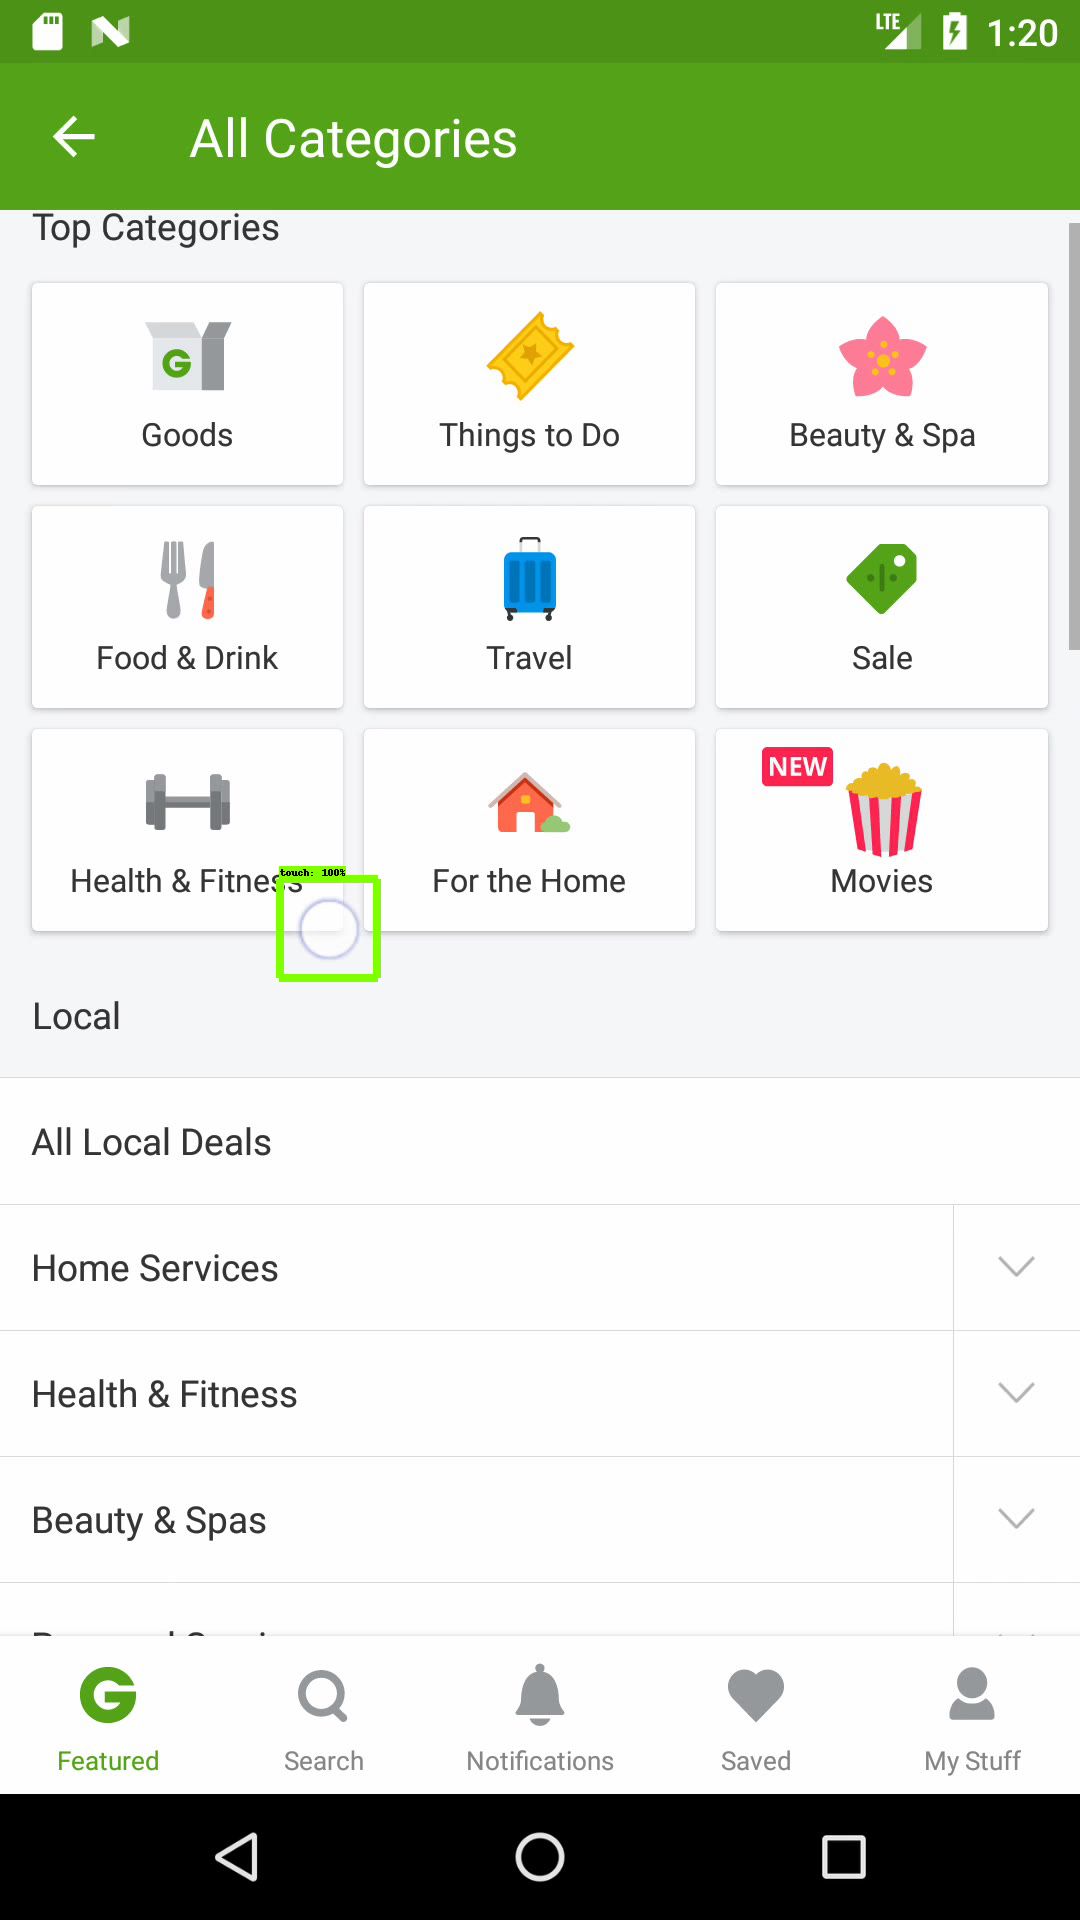 LTE 1:20
All Categories
Top Categories
Goods
Things to Do
Beauty & Spa
Food & Drink
Travel
Sale
NEW
Health & Fitness
For the Home
Movies
touch: 100%
Local
All Local Deals
Home Services
Health & Fitness
Beauty & Spas
Featured
Search
Notifications
Saved
My Stuff